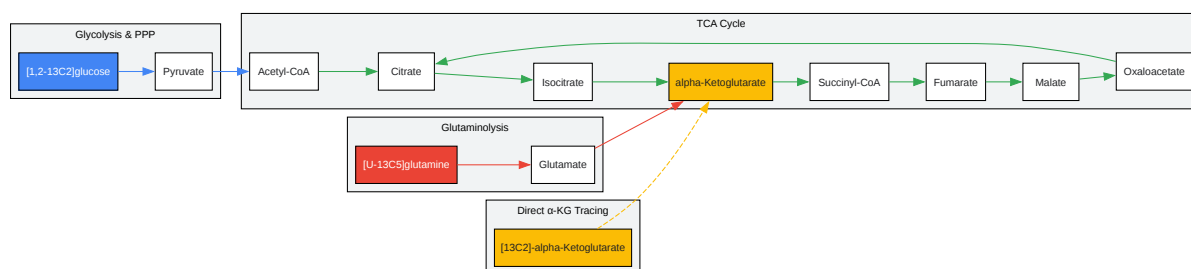 TCA Cycle
Glycolysis & PPP
[1,2-13C2]glucose
Pyruvate
Acetyl-CoA
Citrate
Isocitrate
alpha-Ketoglutarate
Succinyl-CoA
Fumarate
Malate
Oxaloacetate
Glutaminolysis
[U-13C5]glutamine
Glutamate
Direct α-KG Tracing
[13C2]-alpha-Ketoglutarate